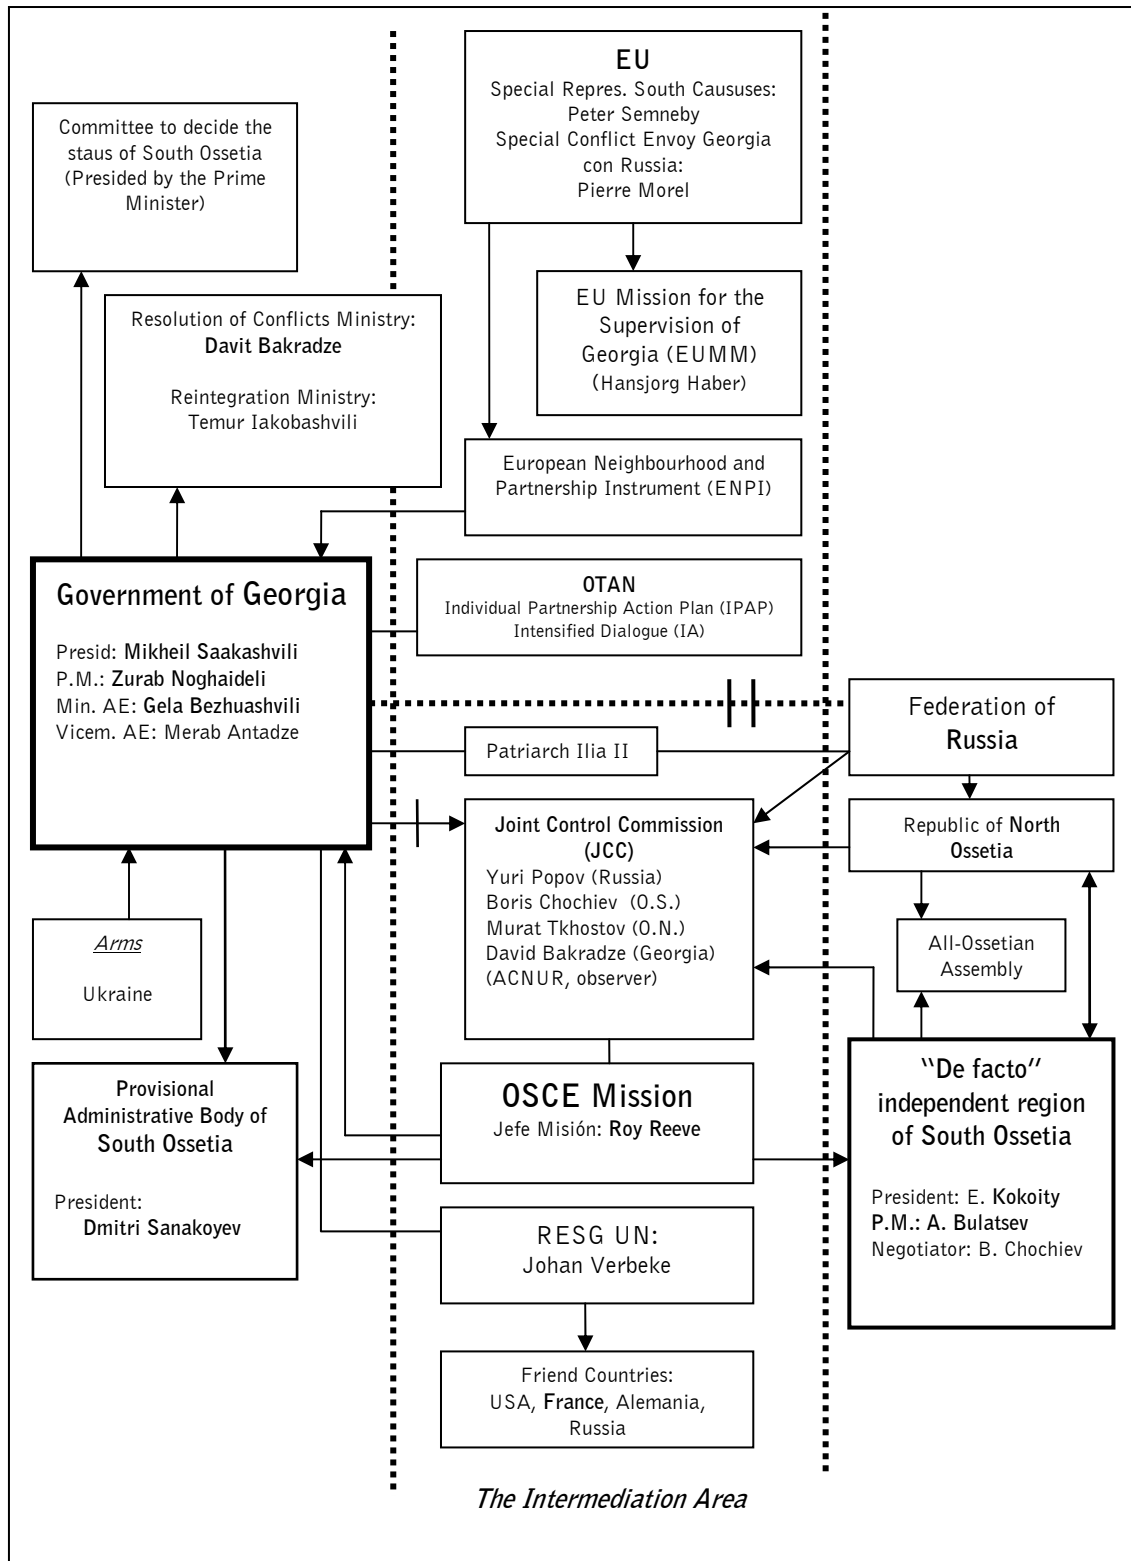 EU
Special Repres. South Caususes:
Peter Semneby
Special Conflict Envoy Georgia
con Russia:
Pierre Morel
Committee to decide the
staus of South Ossetia
(Presided by the Prime
Minister)
EU Mission for the
Supervision of
Georgia (EUMM)
(Hansjorg Haber)
Resolution of Conflicts Ministry:
Davit Bakradze
Reintegration Ministry:
Temur Iakobashvili
European Neighbourhood and
Partnership Instrument (ENPI)
Government of Georgia
Presid: Mikheil Saakashvili
P.M.: Zurab Noghaideli
Min. AE: Gela Bezhuashvili
Vicem. AE: Merab Antadze
OTAN
Individual Partnership Action Plan (IPAP)
Intensified Dialogue (IA)
Federation of
Russia
Patriarch Ilia II
Joint Control Commission
(JCC)
Yuri Popov (Russia)
Boris Chochiev (O.S.)
Murat Tkhostov (O.N.)
David Bakradze (Georgia)
(ACNUR, observer)
Republic of North
Ossetia
All-Ossetian
Assembly
Arms
Ukraine
Provisional
Administrative Body of
South Ossetia
President:
Dmitri Sanakoyev
OSCE Mission
Jefe Misión: Roy Reeve
"De facto"
independent region
of South Ossetia
President: E. Kokoity
P.M.: A. Bulatsev
Negotiator: B. Chochiev
RESG UN:
Johan Verbeke
Friend Countries:
USA, France, Alemania,
Russia
The Intermediation Area